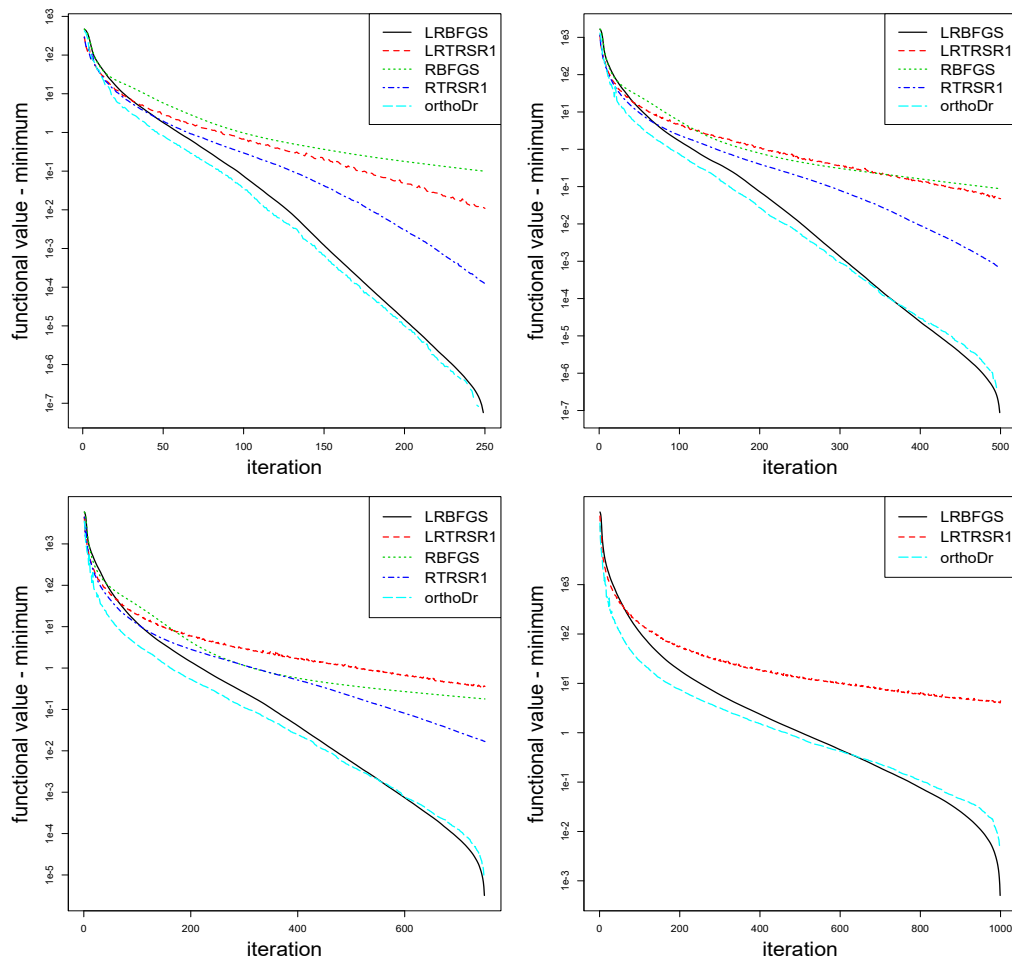 functional value - minimum
1e3
1e2
1e1
1
1e-1
1e-2
1e-3
1e-4
1e-5
1e-6
1e-7
LRBFGS
LRTRSR1
RBFGS
RTRSR1
orthoDr
0 50 100 150 200 250
iteration
functional value - minimum
1e3
1e2
1e1
1
1e-1
1e-2
1e-3
1e-4
1e-5
1e-6
1e-7
LRBFGS
LRTRSR1
RBFGS
RTRSR1
orthoDr
0 100 200 300 400 500
iteration
functional value - minimum
1e3
1e2
1e1
1
1e-1
1e-2
1e-3
1e4
1e-5
LRBFGS
LRTRSR1
RBFGS
RTRSR1
orthoDr
0 200 400 600
iteration
functional value - minimum
1e3
1e2
1e1
1
1e-1
1e-2
1e-3
LRBFGS
LRTRSR1
orthoDr
0 200 400 600 800 1000
iteration